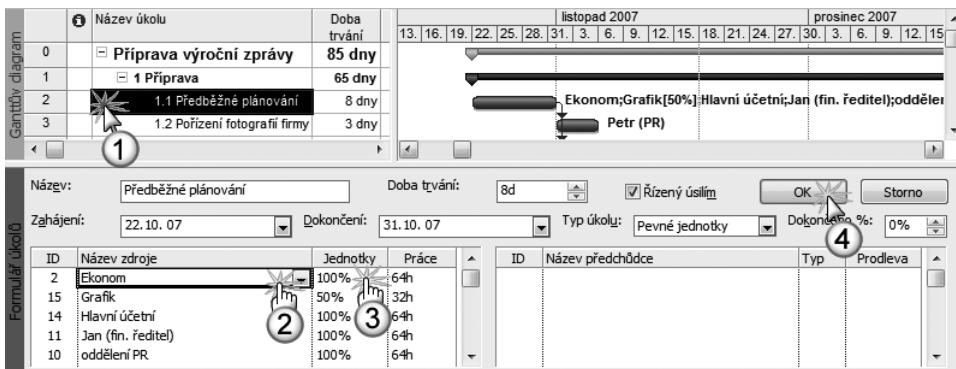 Ganttův diagram
Název úkolu Doba trvání
listopad 2007 prosinec 2007
13. 16. 19. 22. 25. 28. 31. 3. 6. 9. 12. 15. 18. 21. 24. 27. 30. 3. 6. 9. 12. 15
0 Příprava výroční zprávy 85 dny
1 1 Příprava 65 dny
2 1.1 Předběžné plánování 8 dny Ekonom;Grafik[50%];Hlavní účetní;Jan (fin. ředitel);oddělen
3 1.2 Pořízení fotografií firmy 3 dny Petr (PR)
1
Formulář úkolů
Název: Předběžné plánování Doba trvání: 8d Řízený úsilím OK Storno
Zahájení: 22.10. 07 Dokončení: 31.10. 07 Typ úkolu: Pevné jednotky Dokončeno %: 0%
4
ID Název zdroje Jednotky Práce ID Název předchůdce Typ Prodleva
2 Ekonom 100% 64h
15 Grafik 50% 32h
14 Hlavní účetní 100% 64h
11 Jan (fin. ředitel) 100% 64h
10 oddělení PR 100% 64h
2 3